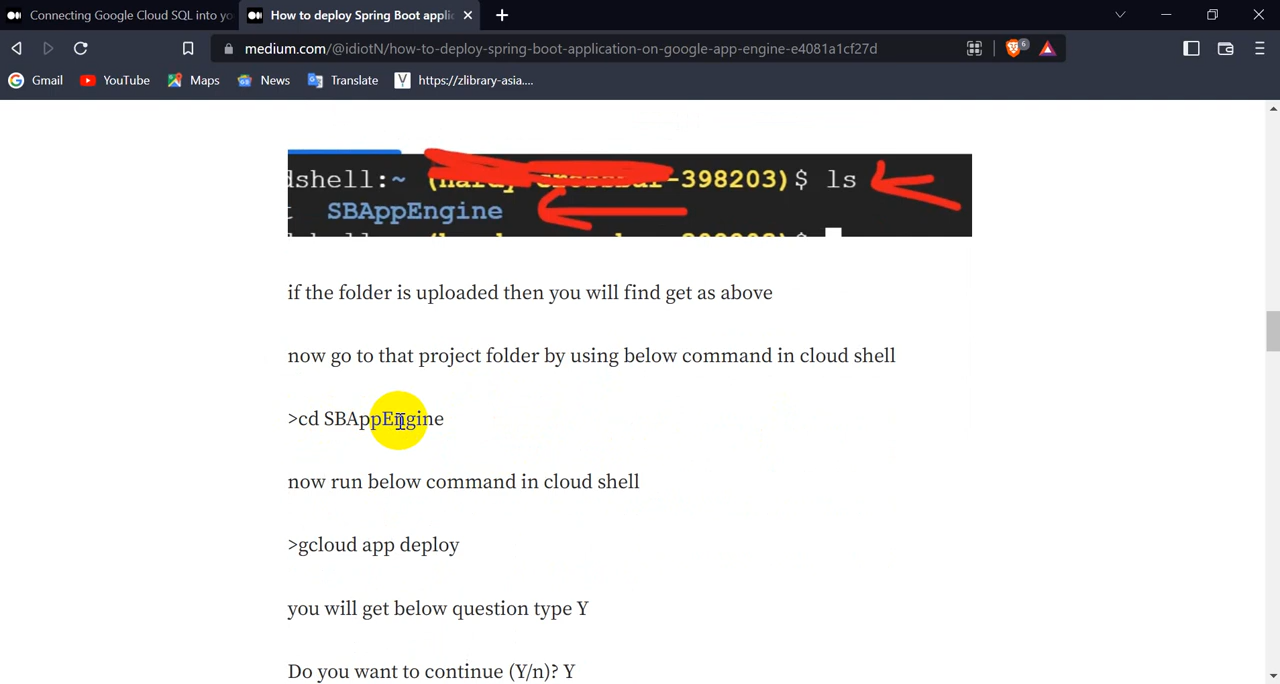 Connecting Google Cloud SQL into yo
How to deploy Spring Boot applic
medium.com/@idiotN/how-to-deploy-spring-boot-application-on-google-app-engine-e4081a1cf27d
6
Gmail YouTube Maps News Translate https://zlibrary-asia....
dshell:~ -398203)$ ls
t SBAppEngine
if the folder is uploaded then you will find get as above
now go to that project folder by using below command in cloud shell
>cd SBAppEngine
now run below command in cloud shell
>gcloud app deploy
you will get below question type Y
Do you want to continue (Y/n)? Y